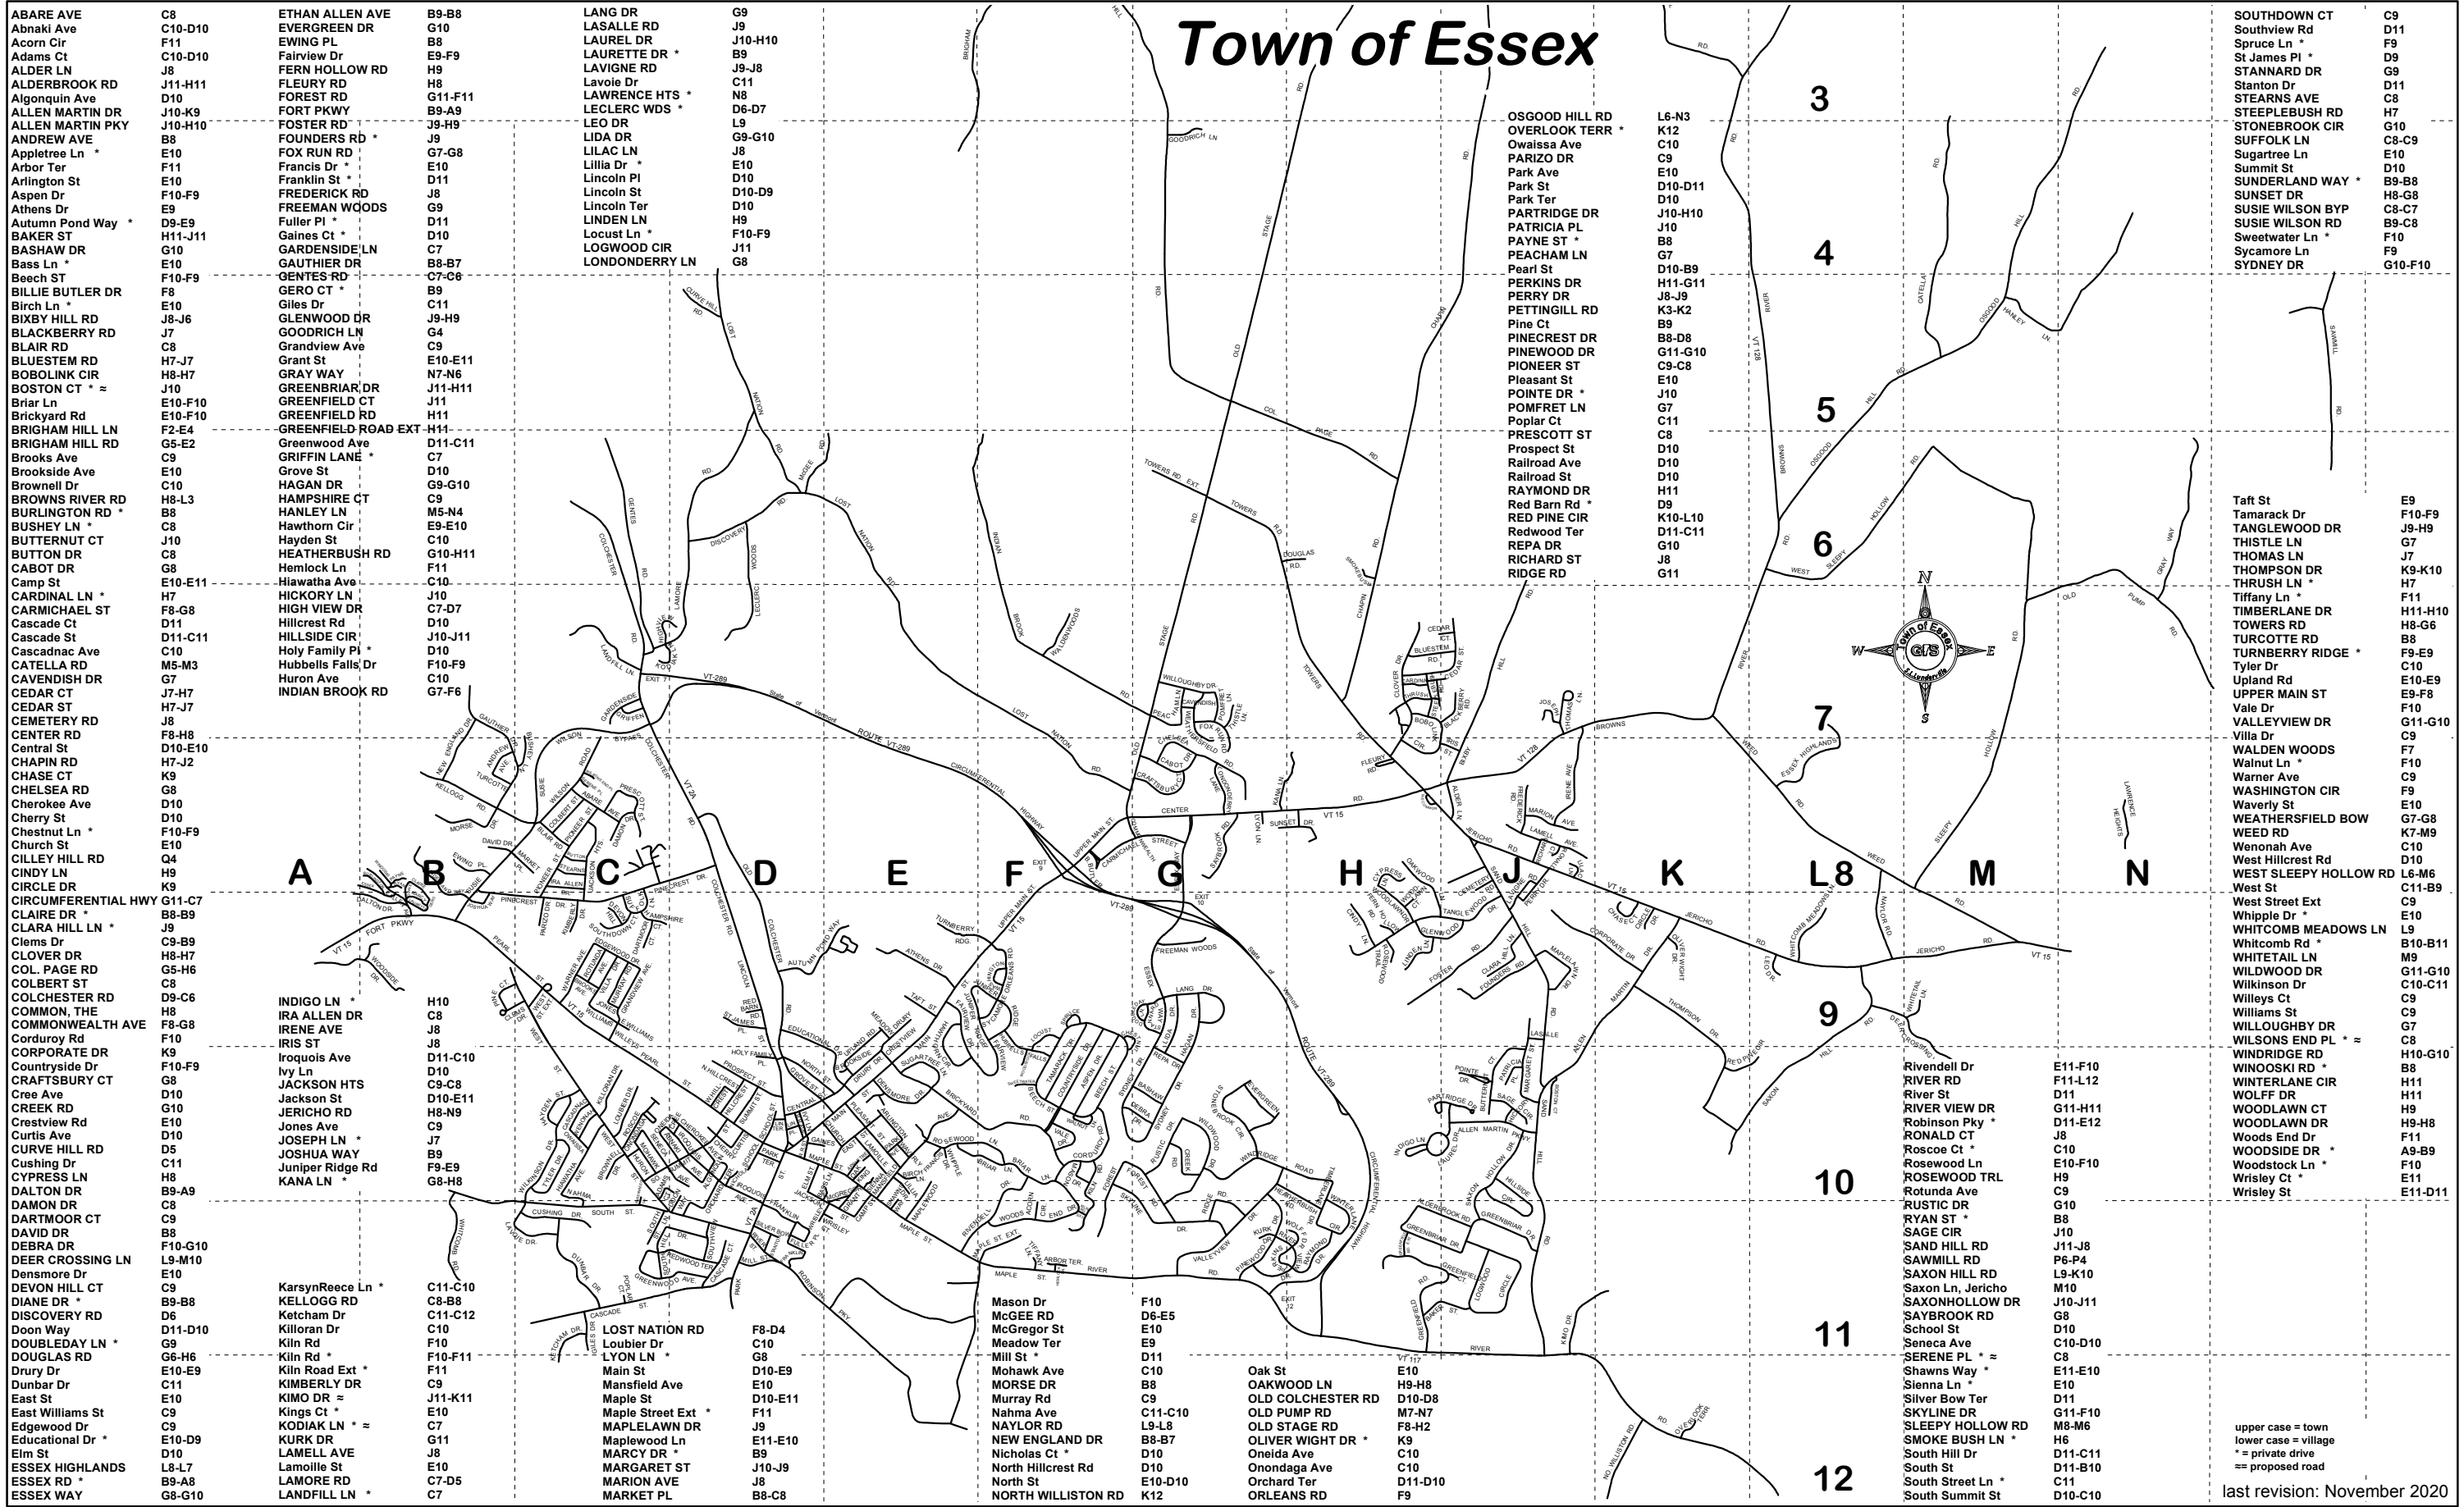 Town of Essex
ABARE AVE C8
Abnaki Ave C10-D10
Acorn Cir F11
Adams Ct C10-D10
ALDER LN J8
ALDERBROOK RD J11-H11
Algonquin Ave D10
ALLEN MARTIN DR J10-K9
ALLEN MARTIN PKY J10-H10
ANDREW AVE B8
Appletree Ln * E10
Arbor Ter F11
Arlington St E10
Aspen Dr F10-F9
Athens Dr E9
Autumn Pond Way * D9-E9
BAKER ST H11-J11
BASHAW DR G10
Bass Ln * E10
Beech ST F10-F9
BILLIE BUTLER DR F8
Birch Ln * E10
BIXBY HILL RD J8-J6
BLACKBERRY RD J7
BLAIR RD C8
BLUESTEM RD H7-J7
BOBOLINK CIR H8-H7
BOSTON CT * ≈ J10
Briar Ln E10-F10
Brickyard Rd E10-F10
BRIGHAM HILL LN F2-E4
BRIGHAM HILL RD G5-E2
Brooks Ave C9
Brookside Ave E10
Brownell Dr C10
BROWNS RIVER RD H8-L3
BURLINGTON RD * B8
BUSHEY LN * C8
BUTTERNUT CT J10
BUTTON DR C8
CABOT DR G8
Camp St E10-E11
CARDINAL LN * H7
CARMICHAEL ST F8-G8
Cascade Ct D11
Cascade St D11-C11
Cascadnac Ave C10
CATELLA RD M5-M3
CAVENDISH DR G7
CEDAR CT J7-H7
CEDAR ST H7-J7
CEMETERY RD J8
CENTER RD F8-H8
Central St D10-E10
CHAPIN RD H7-J2
CHASE CT K9
CHELSEA RD G8
Cherokee Ave D10
Cherry St D10
Chestnut Ln * F10-F9
Church St E10
CILLEY HILL RD Q4
CINDY LN H9
CIRCLE DR K9
CIRCUMFERENTIAL HWY G11-C7
CLAIRE DR * B8-B9
CLARA HILL LN * J9
Clems Dr C9-B9
CLOVER DR H8-H7
COL. PAGE RD G5-H6
COLBERT ST C8
COLCHESTER RD D9-C6
COMMON, THE H8
COMMONWEALTH AVE F8-G8
Corduroy Rd F10
CORPORATE DR K9
Countryside Dr F10-F9
CRAFTSBURY CT G8
Cree Ave D10
CREEK RD G10
Crestview Rd E10
Curtis Ave D10
CURVE HILL RD D5
Cushing Dr C11
CYPRESS LN H8
DALTON DR B9-A9
DAMON DR C8
DARTMOOR CT C9
DAVID DR B8
DEBRA DR F10-G10
DEER CROSSING LN L9-M10
Densmore Dr E10
DEVON HILL CT C9
DIANE DR * B9-B8
DISCOVERY RD D6
Doon Way D11-D10
DOUBLEDAY LN * G9
DOUGLAS RD G6-H6
Drury Dr E10-E9
Dunbar Dr C11
East St E10
East Williams St C9
Edgewood Dr C9
Educational Dr * E10-D9
Elm St D10
ESSEX HIGHLANDS L8-L7
ESSEX RD * B9-A8
ESSEX WAY G8-G10
ETHAN ALLEN AVE B9-B8
EVERGREEN DR G10
EWING PL B8
Fairview Dr E9-F9
FERN HOLLOW RD H9
FLEURY RD H8
FOREST RD G11-F11
FORT PKWY B9-A9
FOSTER RD J9-H9
FOUNDERS RD * J9
FOX RUN RD G7-G8
Francis Dr * E10
Franklin St * D11
FREDERICK RD J8
FREEMAN WOODS G9
Fuller Pl * D11
Gaines Ct * D10
GARDENSIDE LN C7
GAUTHIER DR B8-B7
GENTES RD C7-C6
GERO CT * B9
Giles Dr C11
GLENWOOD DR J9-H9
GOODRICH LN G4
Grandview Ave C9
Grant St E10-E11
GRAY WAY N7-N6
GREENBRIAR DR J11-H11
GREENFIELD CT J11
GREENFIELD RD H11
GREENFIELD ROAD EXT H11
Greenwood Ave D11-C11
GRIFFIN LANE * C7
Grove St D10
HAGAN DR G9-G10
HAMPSHIRE CT C9
HANLEY LN M5-N4
Hawthorn Cir E9-E10
Hayden St C10
HEATHERBUSH RD G10-H11
Hemlock Ln F11
Hiawatha Ave C10
HICKORY LN J10
HIGH VIEW DR C7-D7
Hillcrest Rd D10
HILLSIDE CIR J10-J11
Holy Family Pl * D10
Hubbells Falls Dr F10-F9
Huron Ave C10
INDIAN BROOK RD G7-F6
INDIGO LN * H10
IRA ALLEN DR C8
IRENE AVE J8
IRIS ST J8
Iroquois Ave D11-C10
Ivy Ln D10
JACKSON HTS C9-C8
Jackson St D10-E11
JERICHO RD H8-N9
Jones Ave C9
JOSEPH LN * J7
JOSHUA WAY B9
Juniper Ridge Rd F9-E9
KANA LN * G8-H8
KarsynReece Ln * C11-C10
KELLOGG RD C8-B8
Ketcham Dr C11-C12
Killoran Dr C10
Kiln Rd F10
Kiln Rd * F10-F11
Kiln Road Ext * F11
KIMBERLY DR C9
KIMO DR ≈ J11-K11
Kings Ct * E10
KODIAK LN * ≈ C7
KURK DR G11
LAMELL AVE J8
Lamoille St E10
LAMORE RD C7-D5
LANDFILL LN * C7
LANG DR G9
LASALLE RD J9
LAUREL DR J10-H10
LAURETTE DR * B9
LAVIGNE RD J9-J8
Lavoie Dr C11
LAWRENCE HTS * N8
LECLERC WDS * D6-D7
LEO DR L9
LIDA DR G9-G10
LILAC LN J8
Lillia Dr * E10
Lincoln Pl D10
Lincoln St D10-D9
Lincoln Ter D10
LINDEN LN H9
Locust Ln * F10-F9
LOGWOOD CIR J11
LONDONDERRY LN G8
LOST NATION RD F8-D4
Loubier Dr C10
LYON LN * G8
Main St D10-E9
Mansfield Ave E10
Maple St D10-E11
Maple Street Ext * F11
MAPLELAWN DR J9
Maplewood Ln E11-E10
MARCY DR * B9
MARGARET ST J10-J9
MARION AVE J8
MARKET PL B8-C8
Mason Dr F10
McGEE RD D6-E5
McGregor St E10
Meadow Ter E9
Mill St * D11
Mohawk Ave C10
MORSE DR B8
Murray Rd C9
Nahma Ave C11-C10
NAYLOR RD L9-L8
NEW ENGLAND DR B8-B7
Nicholas Ct * D10
North Hillcrest Rd D10
North St E10-D10
NORTH WILLISTON RD K12
Oak St E10
OAKWOOD LN H9-H8
OLD COLCHESTER RD D10-D8
OLD PUMP RD M7-N7
OLD STAGE RD F8-H2
OLIVER WIGHT DR * K9
Oneida Ave C10
Onondaga Ave C10
Orchard Ter D11-D10
ORLEANS RD F9
OSGOOD HILL RD L6-N3
OVERLOOK TERR * K12
Owaissa Ave C10
PARIZO DR C9
Park Ave E10
Park St D10-D11
Park Ter D10
PARTRIDGE DR J10-H10
PATRICIA PL J10
PAYNE ST * B8
PEACHAM LN G7
Pearl St D10-B9
PERKINS DR H11-G11
PERRY DR J8-J9
PETTINGILL RD K3-K2
Pine Ct B9
PINECREST DR B8-D8
PINEWOOD DR G11-G10
PIONEER ST C9-C8
Pleasant St E10
POINTE DR * J10
POMFRET LN G7
Poplar Ct C11
PRESCOTT ST C8
Prospect St D10
Railroad Ave D10
Railroad St D10
RAYMOND DR H11
Red Barn Rd * D9
RED PINE CIR K10-L10
Redwood Ter D11-C11
REPA DR G10
RICHARD ST J8
RIDGE RD G11
Rivendell Dr E11-F10
RIVER RD F11-L12
River St D11
RIVER VIEW DR G11-H11
Robinson Pky * D11-E12
RONALD CT J8
Roscoe Ct * C10
Rosewood Ln E10-F10
ROSEWOOD TRL H9
Rotunda Ave C9
RUSTIC DR G10
RYAN ST * B8
SAGE CIR J10
SAND HILL RD J11-J8
SAWMILL RD P6-P4
SAXON HILL RD L9-K10
Saxon Ln, Jericho M10
SAXONHOLLOW DR J10-J11
SAYBROOK RD G8
School St D10
Seneca Ave C10-D10
SERENE PL * ≈ C8
Shawns Way * E11-E10
Sienna Ln * E10
Silver Bow Ter D11
SKYLINE DR G11-F10
SLEEPY HOLLOW RD M8-M6
SMOKE BUSH LN * H6
South Hill Dr D11-C11
South St D11-B10
South Street Ln * C11
South Summit St D10-C10
SOUTHDOWN CT C9
Southview Rd D11
Spruce Ln * F9
St James Pl * D9
STANNARD DR G9
Stanton Dr D11
STEARNS AVE C8
STEEPLEBUSH RD H7
STONEBROOK CIR G10
SUFFOLK LN C8-C9
Sugartree Ln E10
Summit St D10
SUNDERLAND WAY * B9-B8
SUNSET DR H8-G8
SUSIE WILSON BYP C8-C7
SUSIE WILSON RD B9-C8
Sweetwater Ln * F10
Sycamore Ln F9
SYDNEY DR G10-F10
Taft St E9
Tamarack Dr F10-F9
TANGLEWOOD DR J9-H9
THISTLE LN G7
THOMAS LN J7
THOMPSON DR K9-K10
THRUSH LN * H7
Tiffany Ln * F11
TIMBERLANE DR H11-H10
TOWERS RD H8-G6
TURCOTTE RD B8
TURNBERRY RIDGE * F9-E9
Tyler Dr C10
Upland Rd E10-E9
UPPER MAIN ST E9-F8
Vale Dr F10
VALLEYVIEW DR G11-G10
Villa Dr C9
WALDEN WOODS F7
Walnut Ln * F10
Warner Ave C9
WASHINGTON CIR F9
Waverly St E10
WEATHERSFIELD BOW G7-G8
WEED RD K7-M9
Wenonah Ave C10
West Hillcrest Rd D10
WEST SLEEPY HOLLOW RD L6-M6
West St C11-B9
West Street Ext C9
Whipple Dr * E10
WHITCOMB MEADOWS LN L9
Whitcomb Rd * B10-B11
WHITETAIL LN M9
WILDWOOD DR G11-G10
Wilkinson Dr C10-C11
Willeys Ct C9
Williams St C9
WILLOUGHBY DR G7
WILSONS END PL * ≈ C8
WINDRIDGE RD H10-G10
WINOOSKI RD * B8
WINTERLANE CIR H11
WOLFF DR H11
WOODLAWN CT H9
WOODLAWN DR H9-H8
Woods End Dr F11
WOODSIDE DR * A9-B9
Woodstock Ln * F10
Wrisley Ct * E11
Wrisley St E11-D11
3
4
5
6
7
A B C D E F G H J K L8 M N
9
10
11
12
N
W E
S
Town of Essex
GIS
ROUTE VT-289
CIRCUMFERENTIAL HIGHWAY
State of Vermont
VT 15
VT 128
VT 2A
VT 117
EXIT 7
EXIT 9
EXIT 10
EXIT 12
upper case = town
lower case = village
* = private drive
≈= proposed road
last revision: November 2020